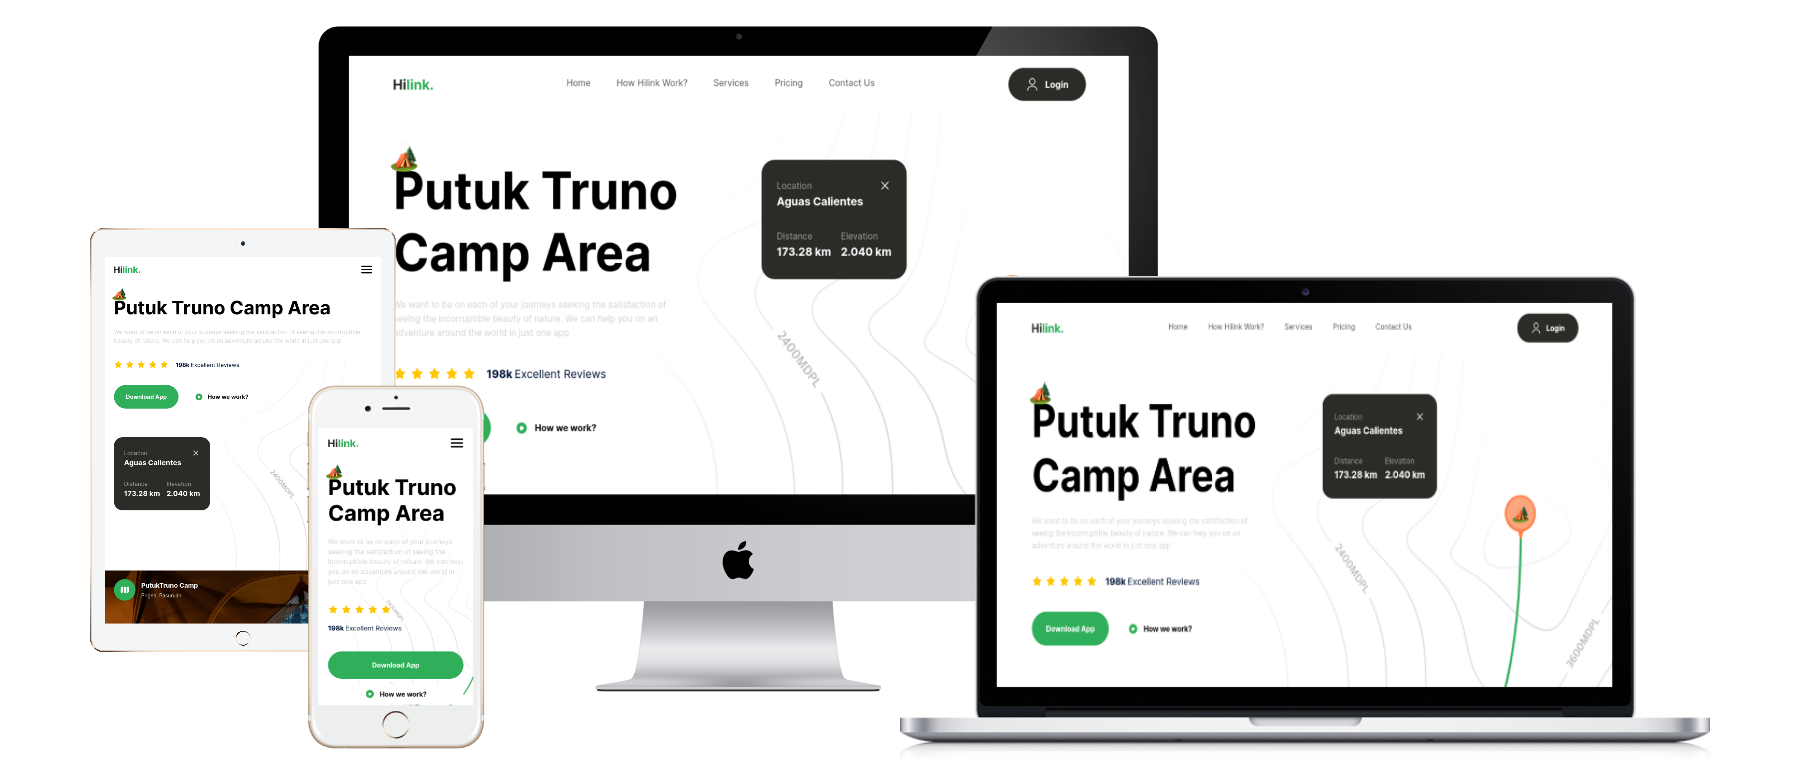 Hilink.
Home How Hilink Work? Services Pricing Contact Us
Login
Putuk Truno
Camp Area
We want to be on each of your journeys seeking the satisfaction of
seeing the incorruptible beauty of nature. We can help you on an
adventure around the world in just one app
198k Excellent Reviews
How we work?
Location
Aguas Calientes
Distance Elevation
173.28 km 2.040 km
2400MDPL
Hilink.
Putuk Truno Camp Area
We want to be on each of your journeys seeking the satisfaction of seeing the incorruptible
beauty of nature. We can help you on an adventure around the world in just one app
198k Excellent Reviews
Download App How we work?
Location
Aguas Calientes
Distance Elevation
173.28 km 2.040 km
2400MDPL
PutukTruno Camp
Prigen, Pasuruan
Hilink.
Putuk Truno
Camp Area
We want to be on each of your journeys
seeking the satisfaction of seeing the
incorruptible beauty of nature. We can help
you on an adventure around the world in
just one app
2400MDPL
198k Excellent Reviews
Download App
How we work?
Hilink.
Home How Hilink Work? Services Pricing Contact Us
Login
Putuk Truno
Camp Area
We want to be on each of your journeys seeking the satisfaction of
seeing the incorruptible beauty of nature. We can help you on an
adventure around the world in just one app
198k Excellent Reviews
Download App How we work?
Location
Aguas Calientes
Distance Elevation
173.28 km 2.040 km
2400MDPL
3600MDPL